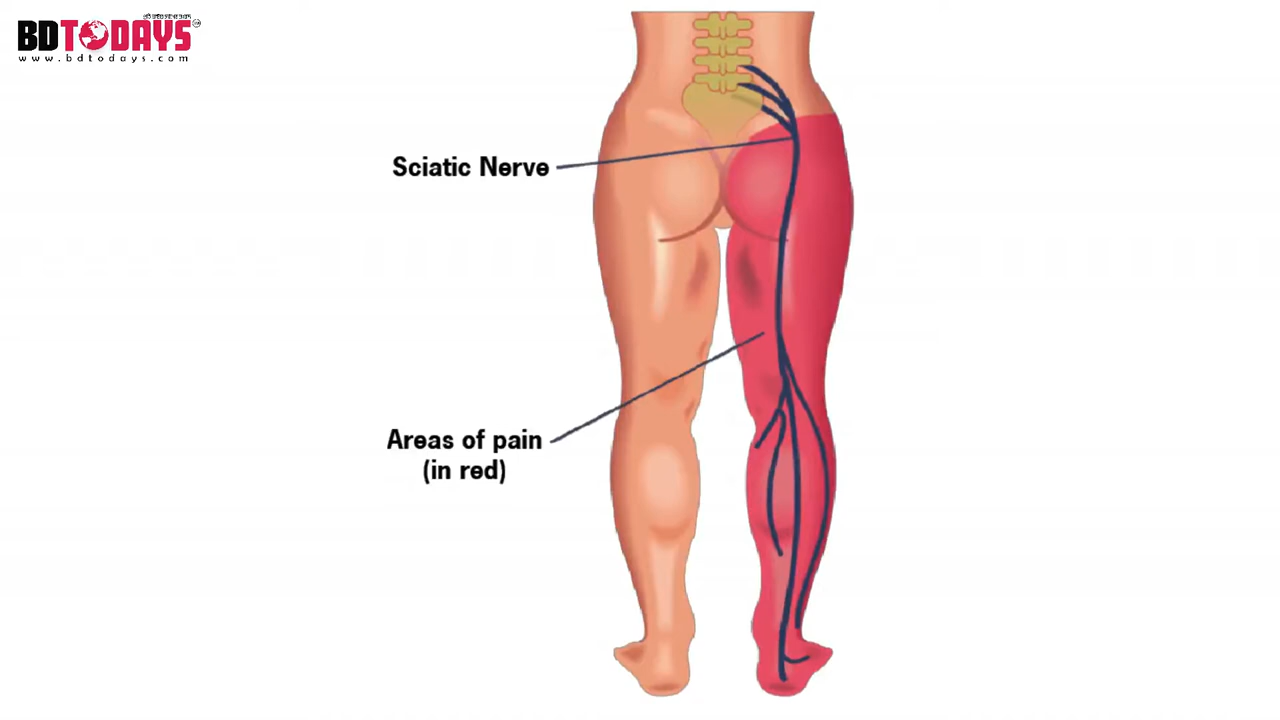 BDTODAYS
www.bdtodays.com
Sciatic Nerve
Areas of pain
(in red)